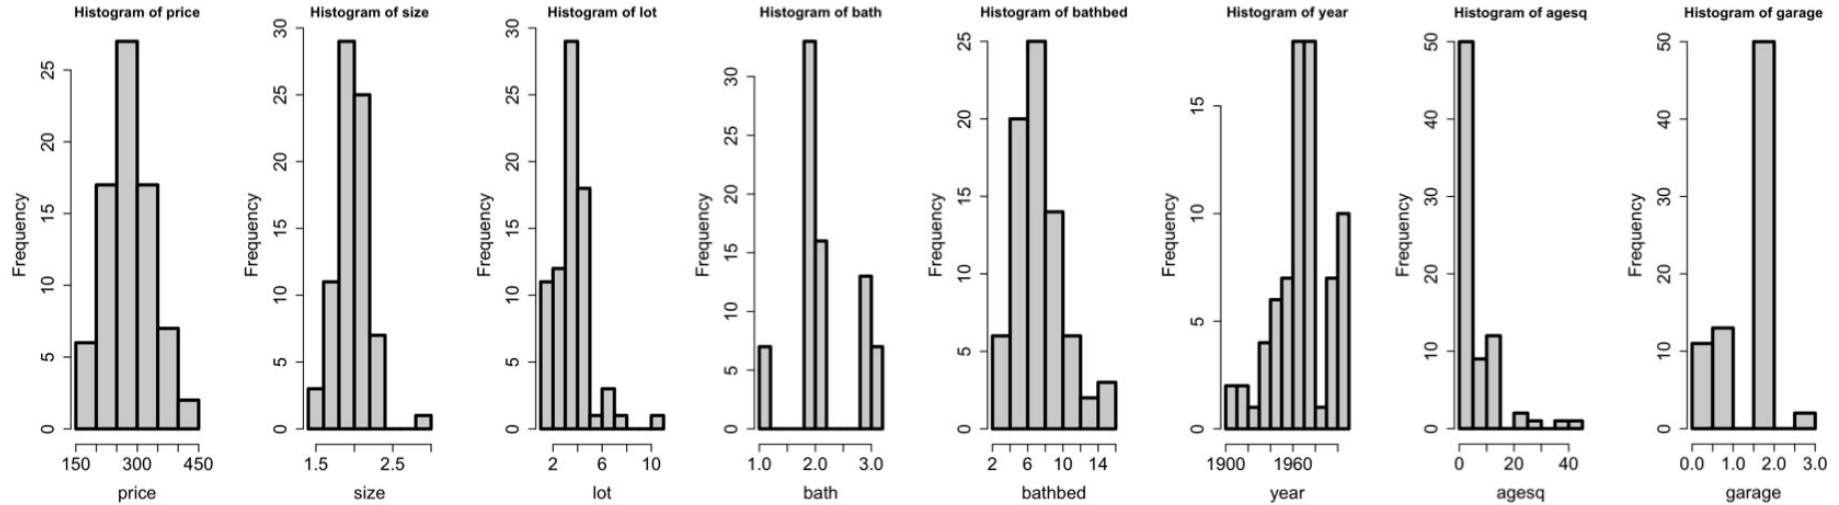 Histogram of price
Frequency
25
20
15
10
5
0
150 300 450
price
Histogram of size
Frequency
30
25
20
15
10
5
0
1.5 2.5
size
Histogram of lot
Frequency
30
25
20
15
10
5
0
2 6 10
lot
Histogram of bath
Frequency
30
25
20
15
10
5
0
1.0 2.0 3.0
bath
Histogram of bathbed
Frequency
25
20
15
10
5
0
2 6 10 14
bathbed
Histogram of year
Frequency
15
10
5
0
1900 1960
year
Histogram of agesq
Frequency
50
40
30
20
10
0
0 20 40
agesq
Histogram of garage
Frequency
50
40
30
20
10
0
0.0 1.0 2.0 3.0
garage